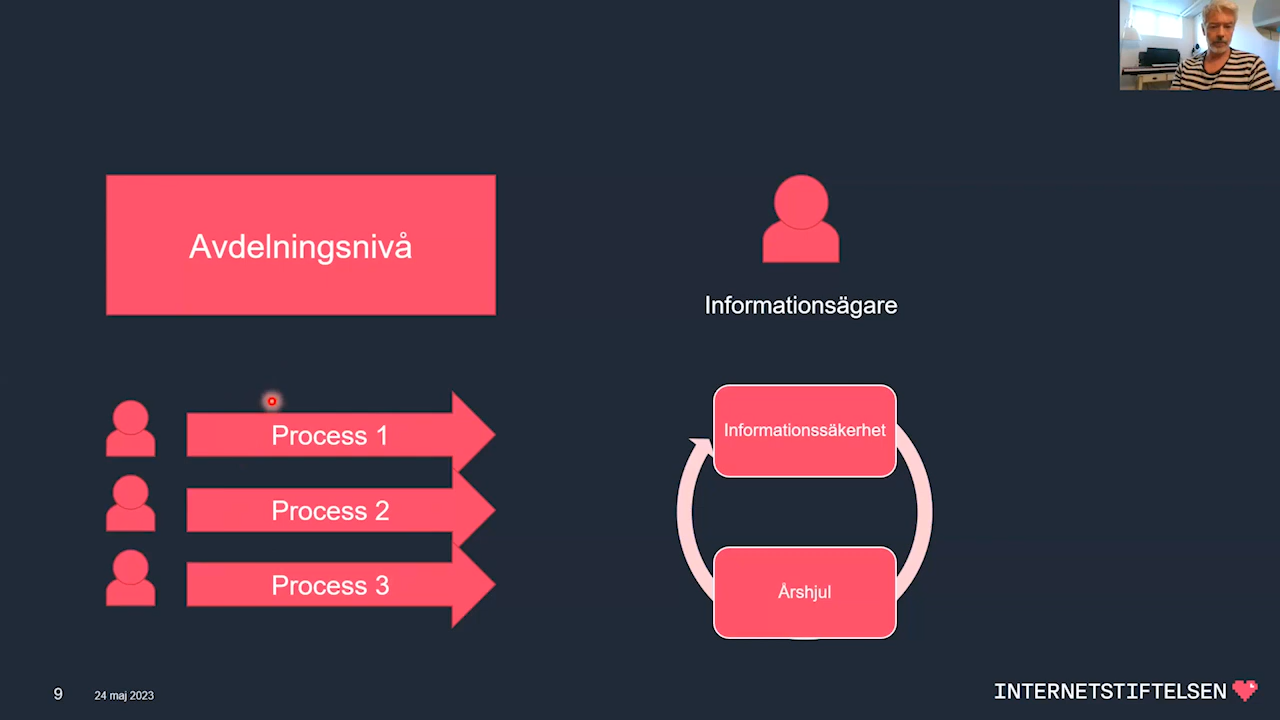 Avdelningsnivå
Informationsägare
Process 1
Process 2
Process 3
Informationssäkerhet
Årshjul
9
24 maj 2023
INTERNETSTIFTELSEN